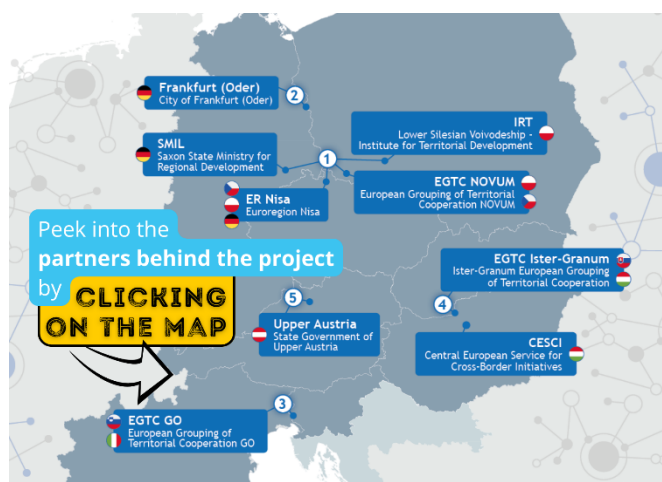 Frankfurt (Oder)
City of Frankfurt (Oder)
2
SMIL
Saxon State Ministry for
Regional Development
1
IRT
Lower Silesian Voivodeship -
Institute for Territorial Development
ER Nisa
Euroregion Nisa
EGTC NOVUM
European Grouping of Territorial
Cooperation NOVUM
Peek into the
partners behind the project
by
CLICKING
ON THE MAP
EGTC Ister-Granum
Ister-Granum European Grouping
of Territorial Cooperation
4
5
Upper Austria
State Government of
Upper Austria
CESCI
Central European Service for
Cross-Border Initiatives
3
EGTC GO
European Grouping of
Territorial Cooperation GO